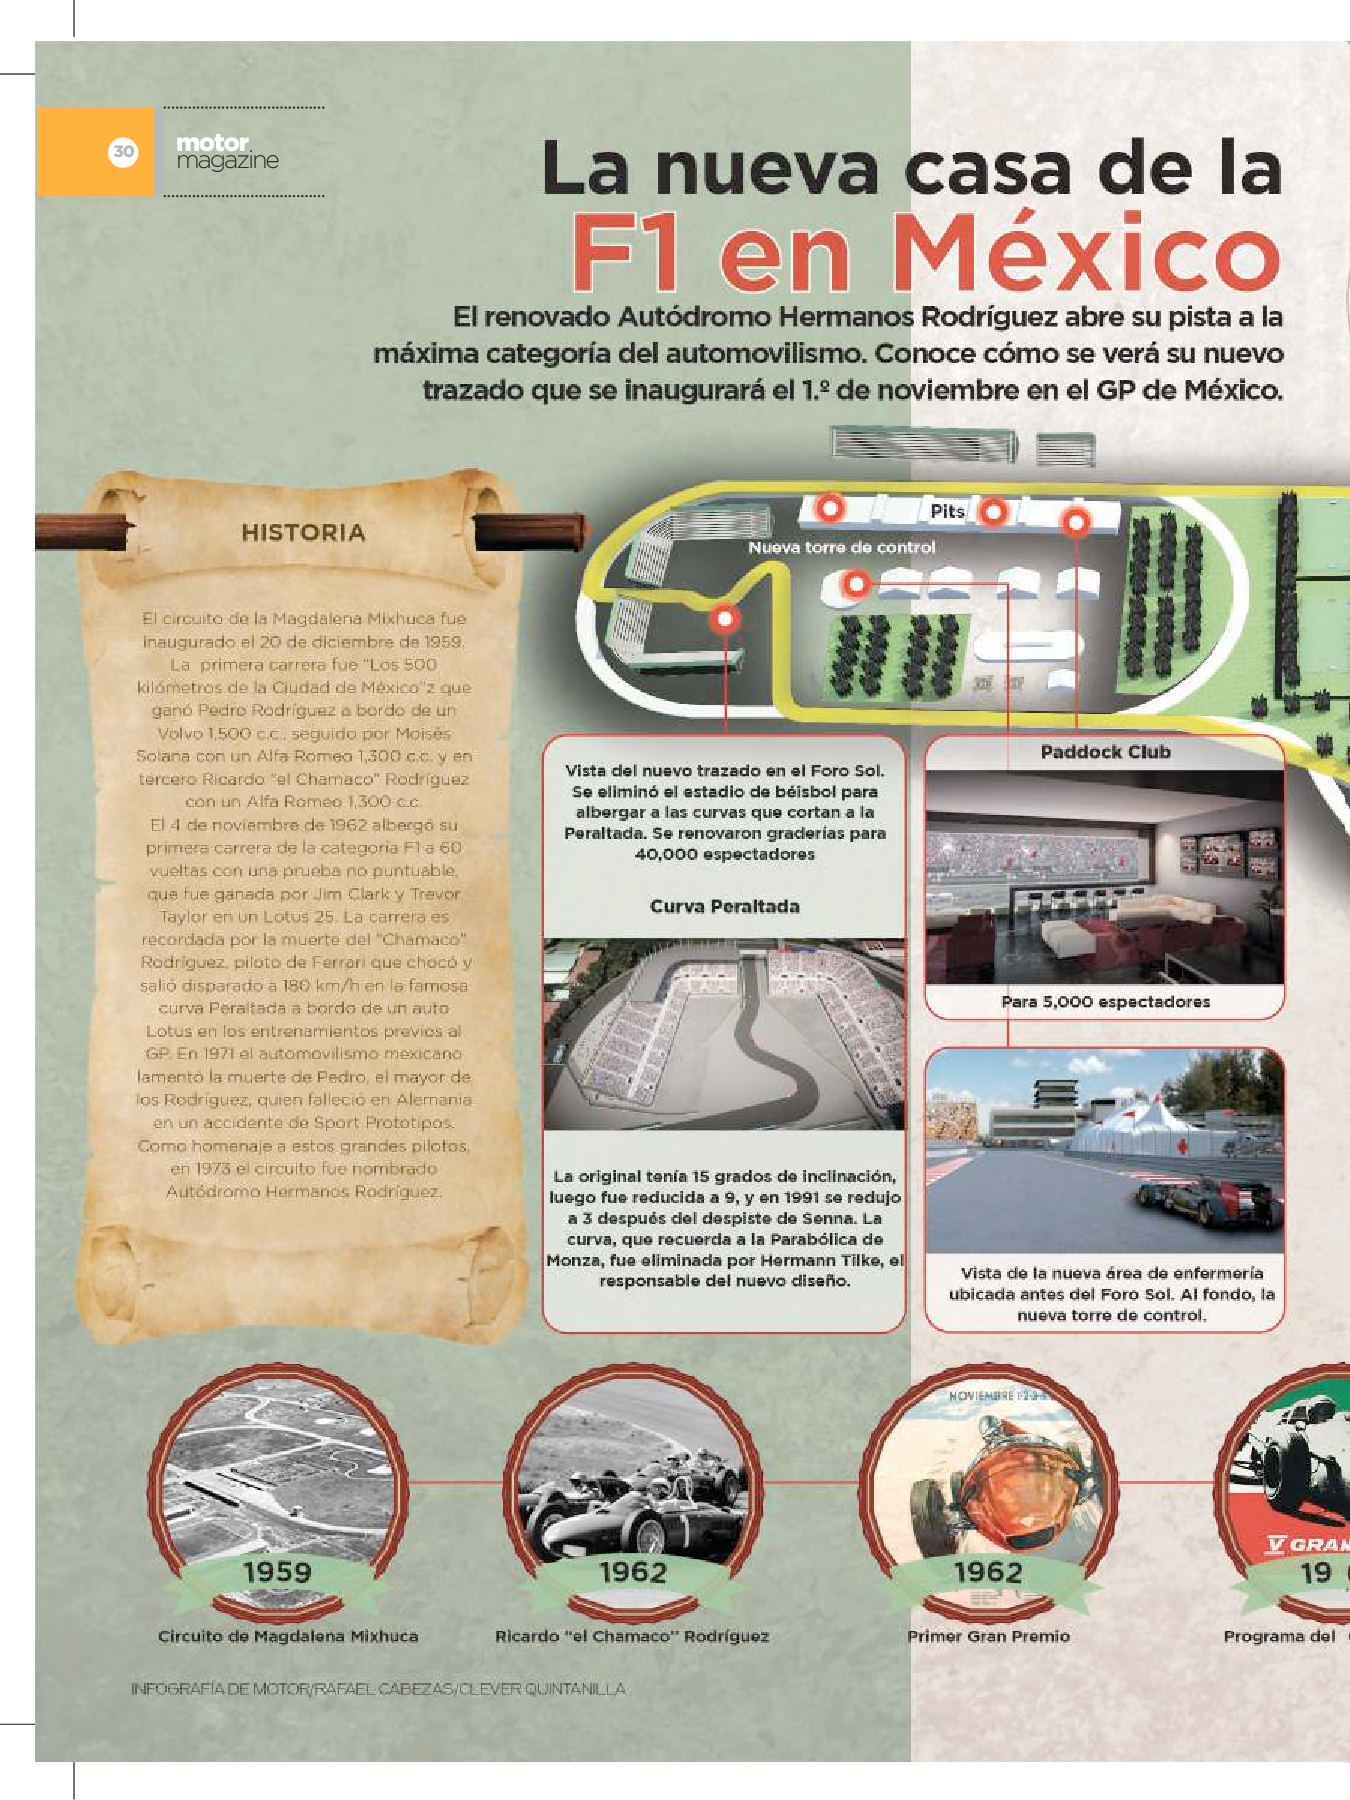 30
motor
magazine
La nueva casa de la
F1 en México
El renovado Autódromo Hermanos Rodríguez abre su pista a la
máxima categoría del automovilismo. Conoce cómo se verá su nuevo
trazado que se inaugurará el 1.º de noviembre en el GP de México.
HISTORIA
El circuito de la Magdalena Mixhuca fue
inaugurado el 20 de diciembre de 1959.
La primera carrera fue "Los 500
kilómetros de la Ciudad de México"z que
ganó Pedro Rodríguez a bordo de un
Volvo 1,500 c.c., seguido por Moisés
Solana con un Alfa Romeo 1,300 c.c. y en
tercero Ricardo "el Chamaco" Rodríguez
con un Alfa Romeo 1,300 c.c.
El 4 de noviembre de 1962 albergó su
primera carrera de la categoría F1 a 60
vueltas con una prueba no puntuable,
que fue ganada por Jim Clark y Trevor
Taylor en un Lotus 25. La carrera es
recordada por la muerte del "Chamaco"
Rodríguez, piloto de Ferrari que chocó y
salió disparado a 180 km/h en la famosa
curva Peraltada a bordo de un auto
Lotus en los entrenamientos previos al
GP. En 1971 el automovilismo mexicano
lamentó la muerte de Pedro, el mayor de
los Rodríguez, quien falleció en Alemania
en un accidente de Sport Prototipos.
Como homenaje a estos grandes pilotos,
en 1973 el circuito fue nombrado
Autódromo Hermanos Rodríguez.
Pits
Nueva torre de control
Vista del nuevo trazado en el Foro Sol.
Se eliminó el estadio de béisbol para
albergar a las curvas que cortan a la
Peraltada. Se renovaron graderías para
40,000 espectadores
Curva Peraltada
La original tenía 15 grados de inclinación,
luego fue reducida a 9, y en 1991 se redujo
a 3 después del despiste de Senna. La
curva, que recuerda a la Parabólica de
Monza, fue eliminada por Hermann Tilke, el
responsable del nuevo diseño.
Paddock Club
Para 5,000 espectadores
Vista de la nueva área de enfermería
ubicada antes del Foro Sol. Al fondo, la
nueva torre de control.
1959
Circuito de Magdalena Mixhuca
1962
Ricardo "el Chamaco" Rodríguez
NOVIEMBRE 1-2-3-4
1962
Primer Gran Premio
V GRAN
19
Programa del
INFOGRAFÍA DE MOTOR/RAFAEL CABEZAS/CLEVER QUINTANILLA